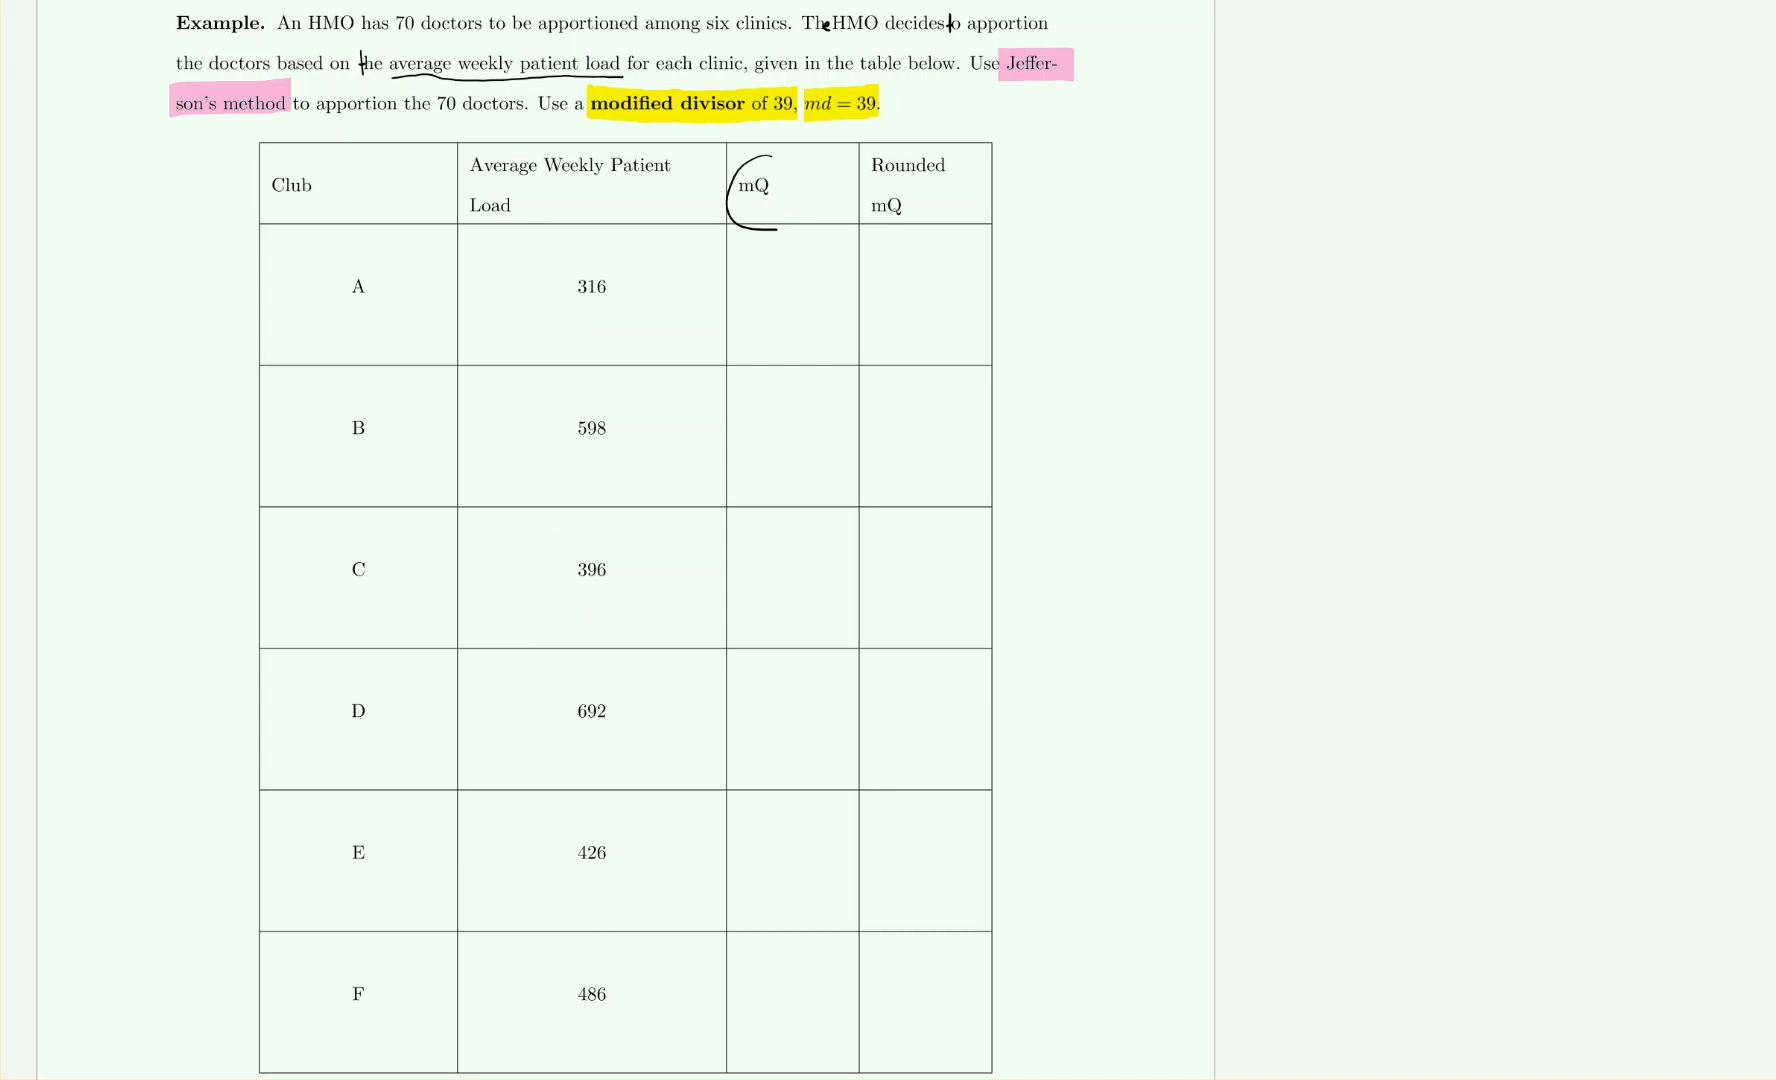 Example. An HMO has 70 doctors to be apportioned among six clinics. The HMO decides to apportion
the doctors based on the average weekly patient load for each clinic, given in the table below. Use Jeffer-
son's method to apportion the 70 doctors. Use a modified divisor of 39, md = 39.
Club
Average Weekly Patient
Load
mQ
Rounded
mQ
A 316
B 598
C 396
D 692
E 426
F 486